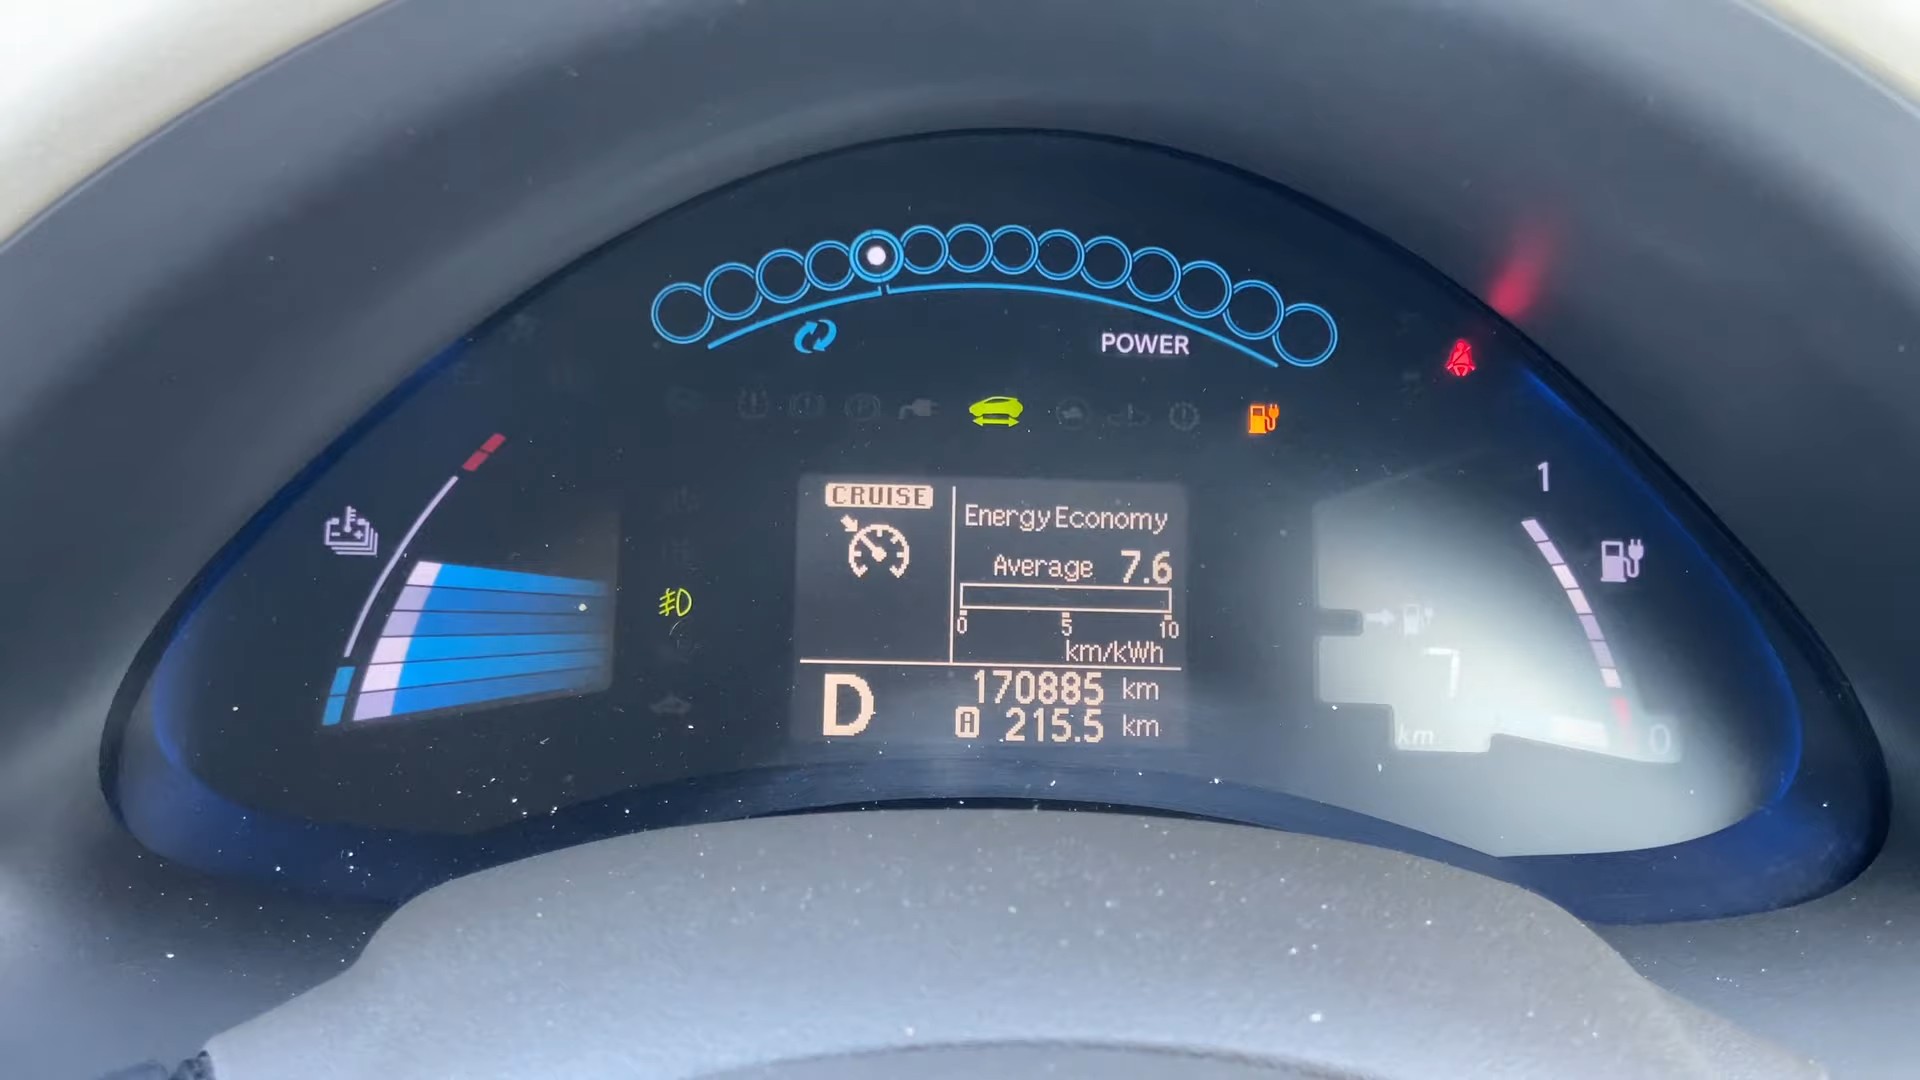 POWER
CRUISE
Energy Economy
Average 7.6
0 5 10
km/kWh
D
170885 km
A 215.5 km
1
7
km
0